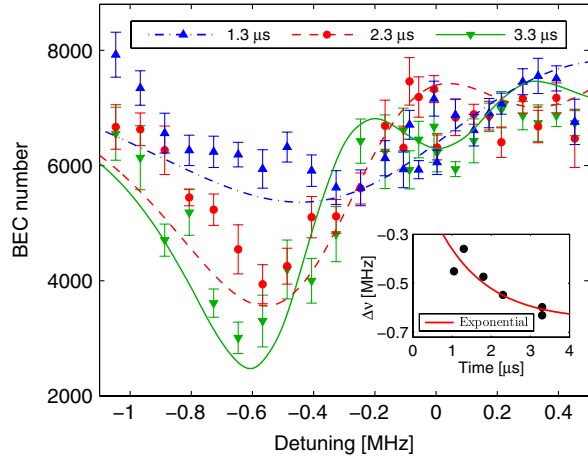 1.3 μs 2.3 μs 3.3 μs
8000
6000
4000
2000
BEC number
−1 −0.8 −0.6 −0.4 −0.2 0 0.2 0.4
Detuning [MHz]
−0.3
−0.5
−0.7
Δν [MHz]
Exponential
0 1 2 3 4
Time [μs]